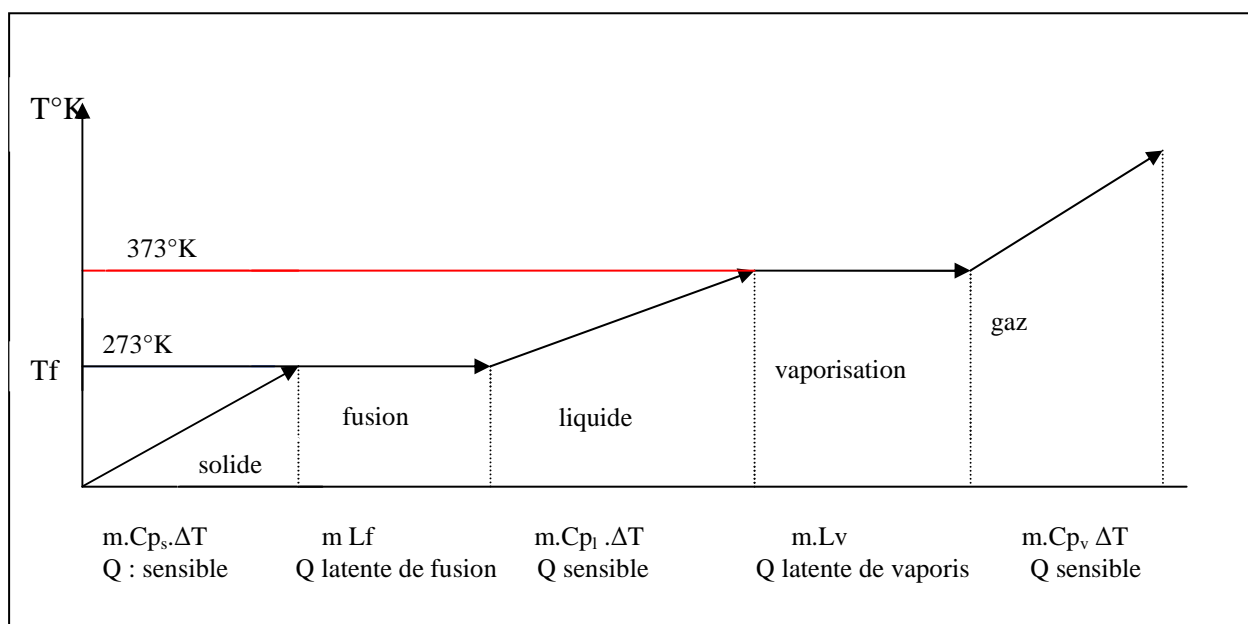 T°K
373°K
273°K
Tf
gaz
vaporisation
fusion
liquide
solide
m.Cpₛ.ΔT
m Lf
m.Cpₗ .ΔT
m.Lv
m.Cpᵥ ΔT
Q : sensible
Q latente de fusion
Q sensible
Q latente de vaporis
Q sensible